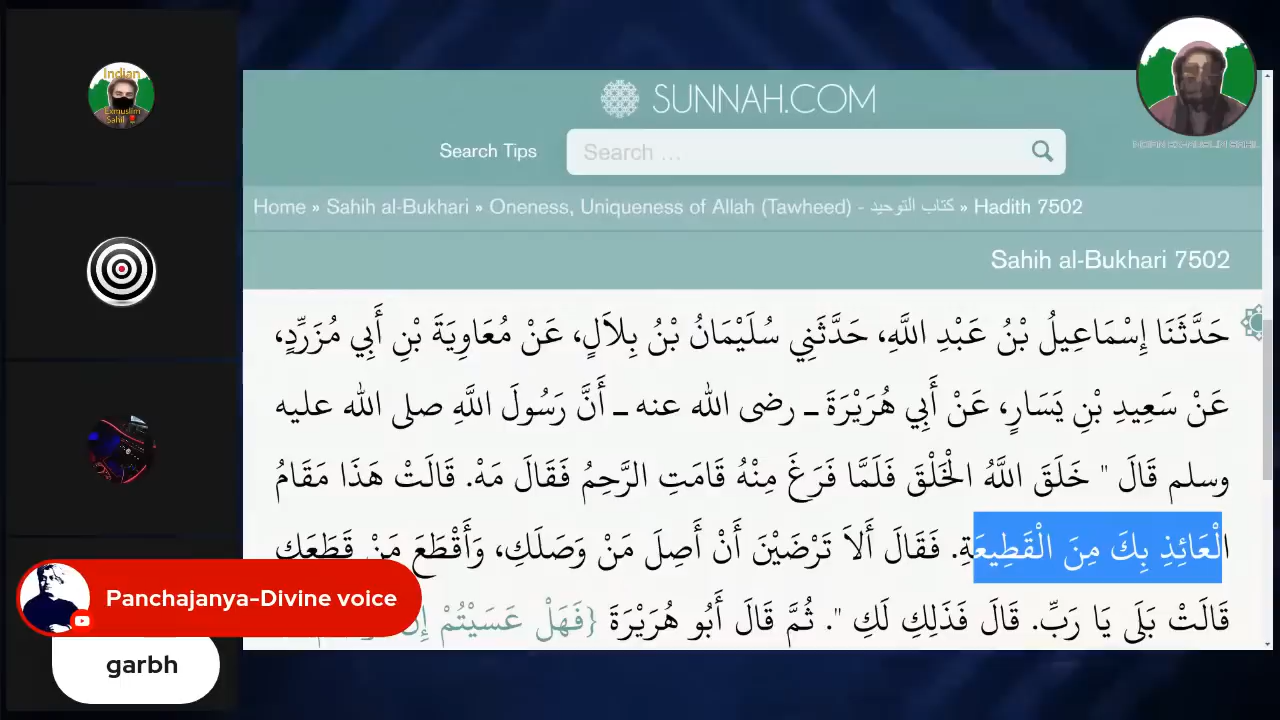 Indian
Exmuslim
Sahil
SUNNAH.COM
Search Tips
Search ...
Home » Sahih al-Bukhari » Oneness, Uniqueness of Allah (Tawheed) - كتاب التوحيد » Hadith 7502
Sahih al-Bukhari 7502
حَدَّثَنَا إِسْمَاعِيلُ بْنُ عَبْدِ اللَّهِ، حَدَّثَنِي سُلَيْمَانُ بْنُ بِلاَلٍ، عَنْ مُعَاوِيَةَ بْنِ أَبِي مُزَرِّدٍ،
عَنْ سَعِيدِ بْنِ يَسَارٍ، عَنْ أَبِي هُرَيْرَةَ ـ رضى الله عنه ـ أَنَّ رَسُولَ اللَّهِ صلى الله عليه
وسلم قَالَ " خَلَقَ اللَّهُ الْخَلْقَ فَلَمَّا فَرَغَ مِنْهُ قَامَتِ الرَّحِمُ فَقَالَ مَهْ. قَالَتْ هَذَا مَقَامُ
الْعَائِذِ بِكَ مِنَ الْقَطِيعَةِ. فَقَالَ أَلاَ تَرْضَيْنَ أَنْ أَصِلَ مَنْ وَصَلَكِ، وَأَقْطَعَ مَنْ قَطَعَكِ
قَالَتْ بَلَى يَا رَبِّ. قَالَ فَذَلِكِ لَكِ ". ثُمَّ قَالَ أَبُو هُرَيْرَةَ {فَهَلْ عَسَيْتُمْ إِنْ
Panchajanya-Divine voice
garbh